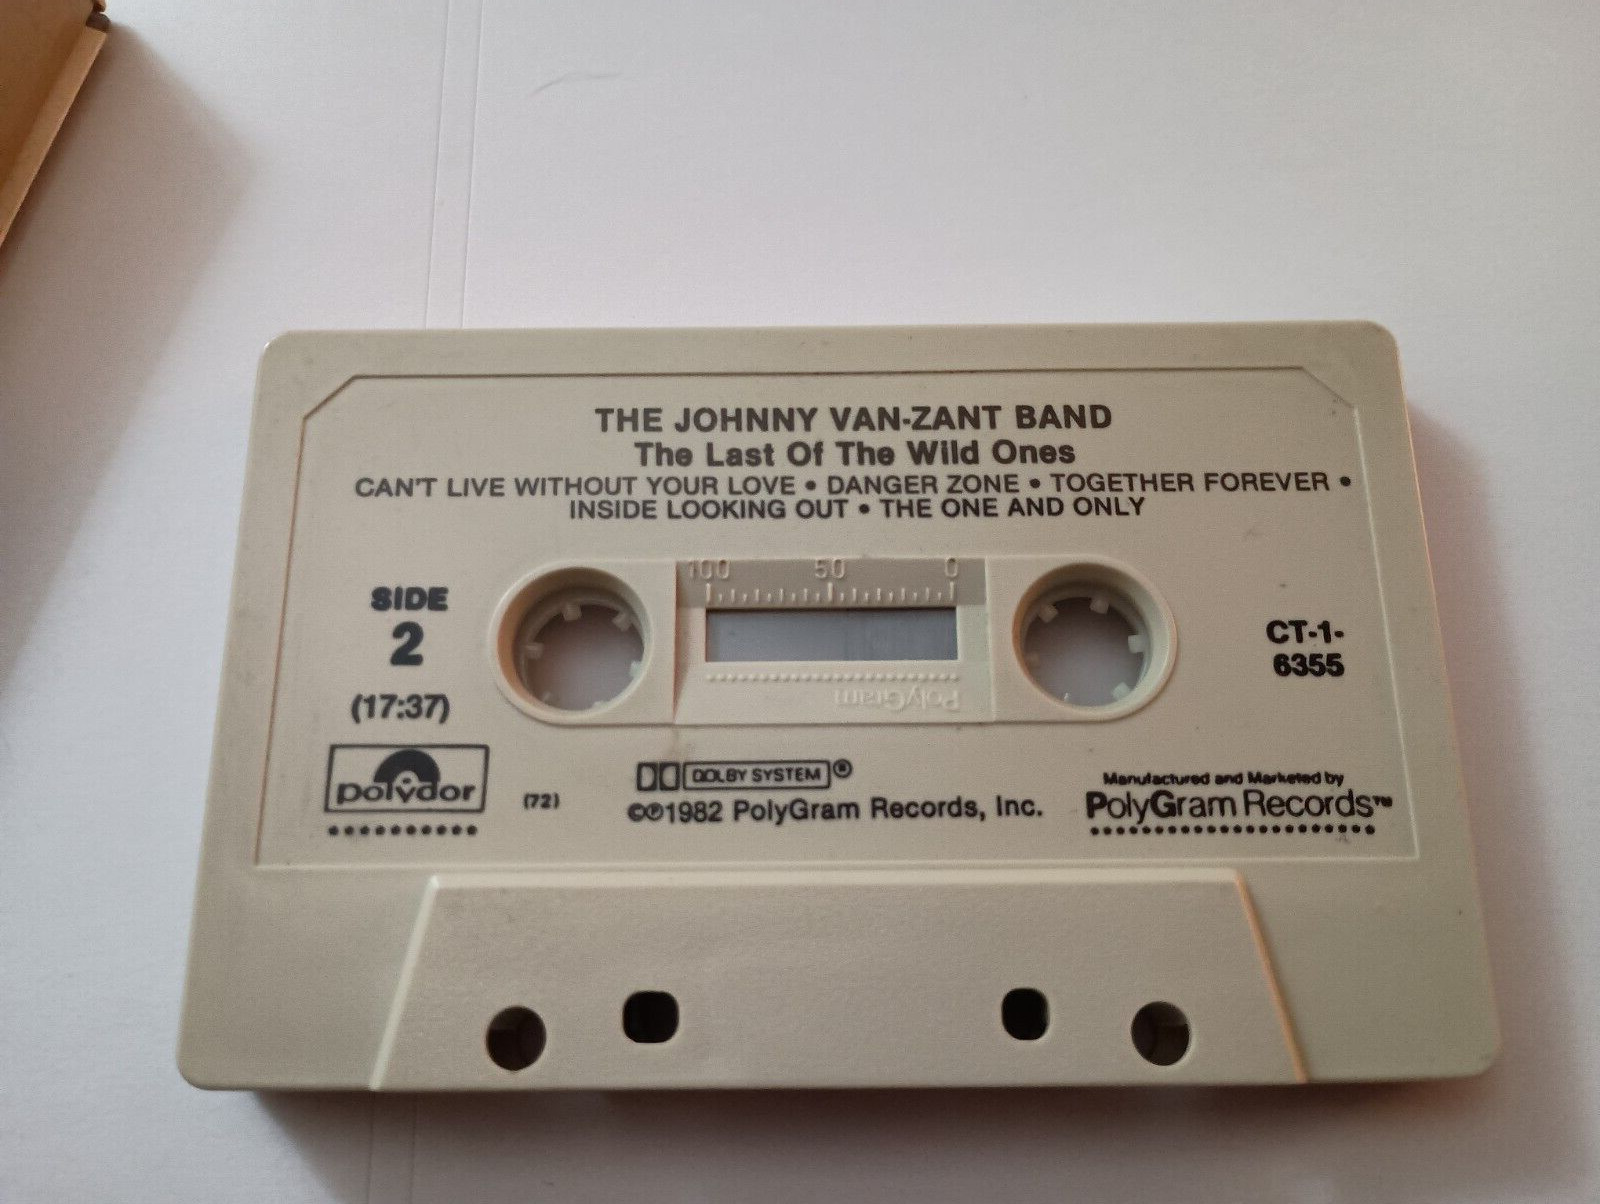 THE JOHNNY VAN-ZANT BAND
The Last Of The Wild Ones
CAN'T LIVE WITHOUT YOUR LOVE • DANGER ZONE • TOGETHER FOREVER •
INSIDE LOOKING OUT • THE ONE AND ONLY
100 50 0
SIDE
2
(17:37)
CT-1-
6355
PolyGram
polydor
(72)
DOLBY SYSTEM®
©℗1982 PolyGram Records, Inc.
Manufactured and Marketed by
PolyGram Records™